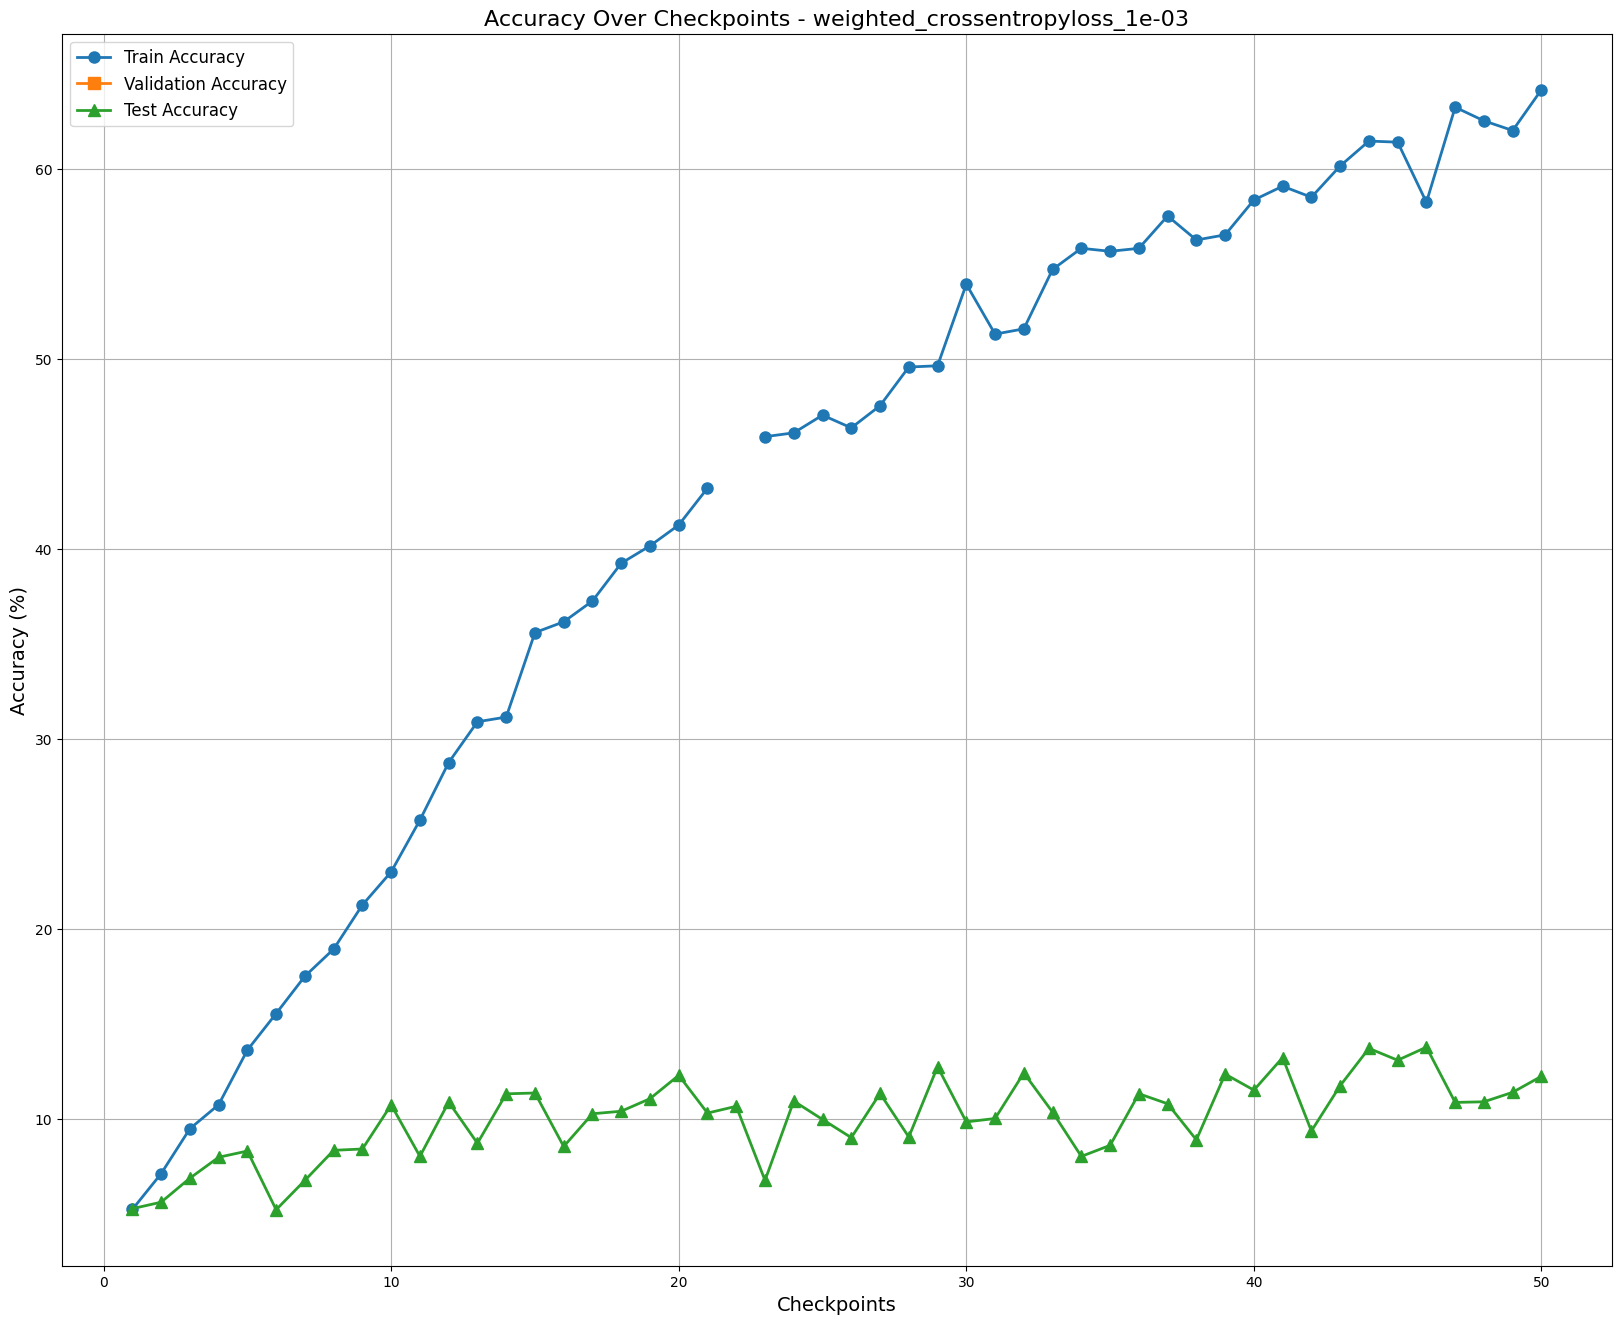 Accuracy Over Checkpoints - weighted_crossentropyloss_1e-03
Train Accuracy
Validation Accuracy
Test Accuracy
Accuracy (%)
60
50
40
30
20
10
0 10 20 30 40 50
Checkpoints